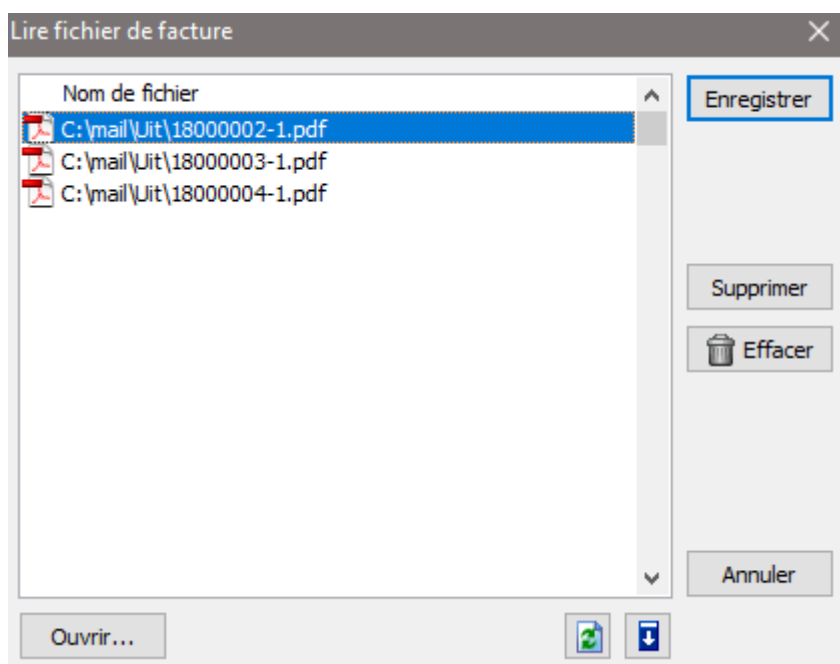 Lire fichier de facture
Nom de fichier
C:\mail\Uit\18000002-1.pdf
C:\mail\Uit\18000003-1.pdf
C:\mail\Uit\18000004-1.pdf
Enregistrer
Supprimer
Effacer
Annuler
Ouvrir...